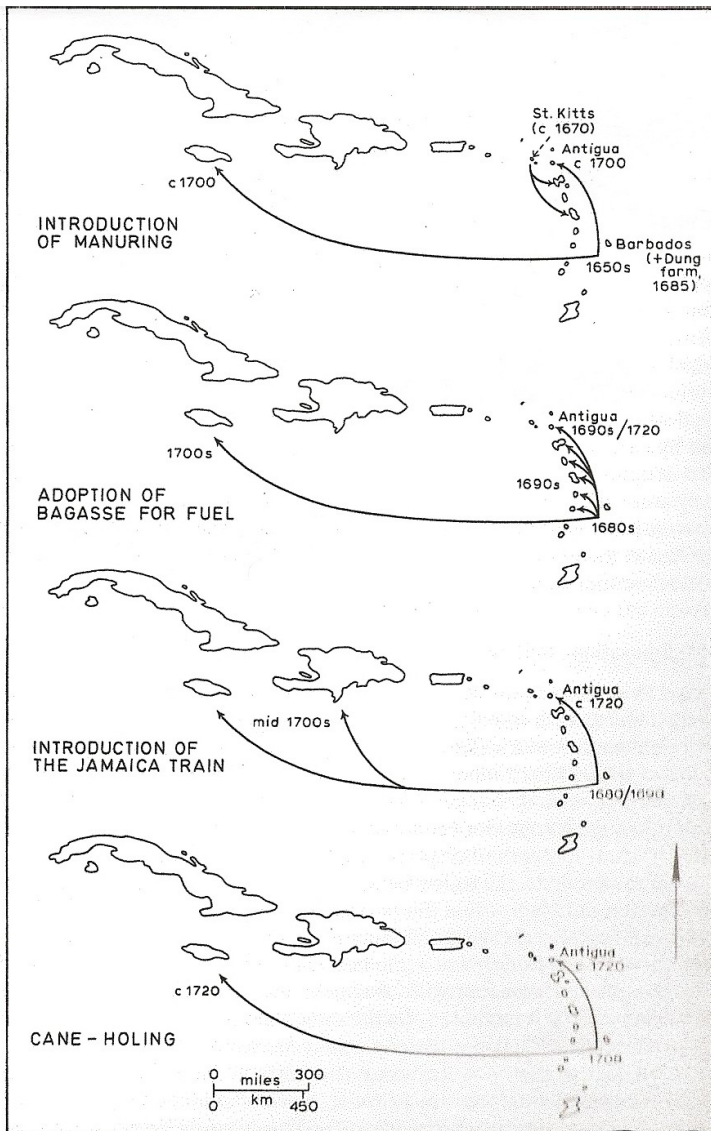 St. Kitts
(c 1670)
Antigua
c 1700
c 1700
INTRODUCTION
OF MANURING
Barbados
(+Dung
farm,
1685)
1650s
Antigua
1690s/1720
1700s
1690s
ADOPTION OF
BAGASSE FOR FUEL
1680s
Antigua
c 1720
mid 1700s
INTRODUCTION OF
THE JAMAICA TRAIN
1680/1690
Antigua
c 1720
c 1720
CANE-HOLING
1700
0 miles 300
0 km 450